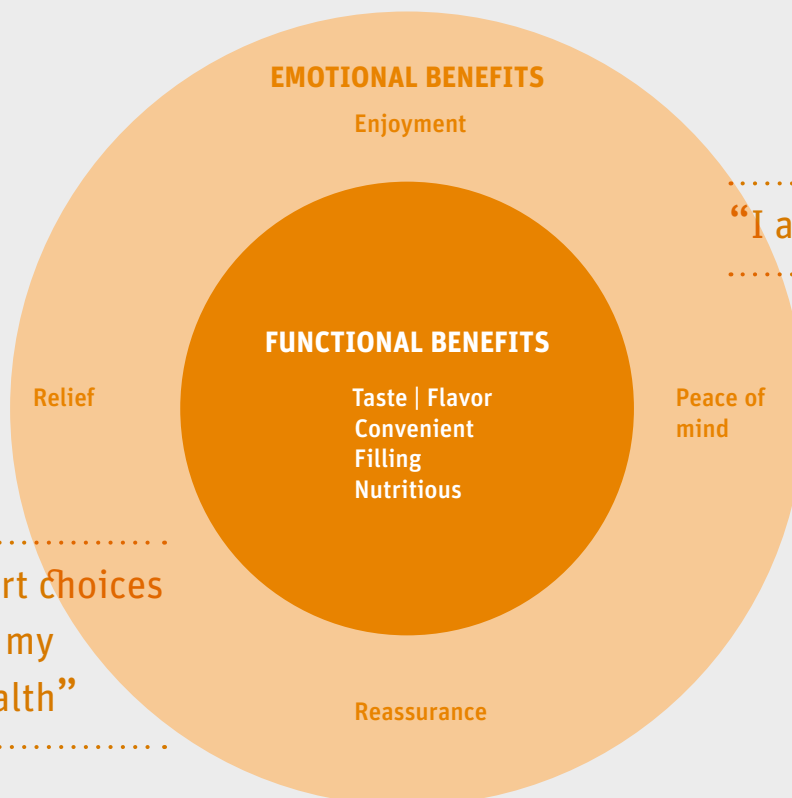 EMOTIONAL BENEFITS
Enjoyment
“I a
FUNCTIONAL BENEFITS
Relief
Taste | Flavor
Convenient
Filling
Nutritious
Peace of
mind
rt choices
my
alth”
Reassurance